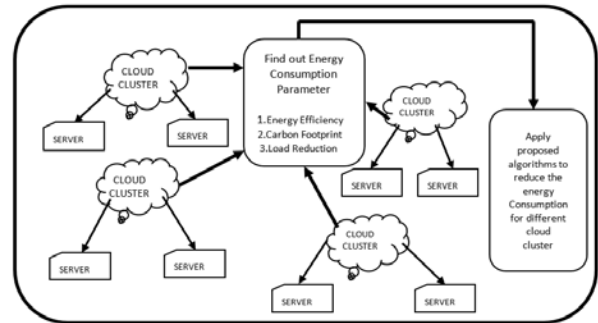 CLOUD
CLUSTER
SERVER
SERVER
CLOUD
CLUSTER
SERVER
SERVER
Find out Energy
Consumption
Parameter
1.Energy Efficiency
2.Carbon Footprint
3.Load Reduction
CLOUD
CLUSTER
SERVER
SERVER
CLOUD
CLUSTER
SERVER
SERVER
Apply
proposed
algorithms to
reduce the
energy
Consumption
for different
cloud
cluster